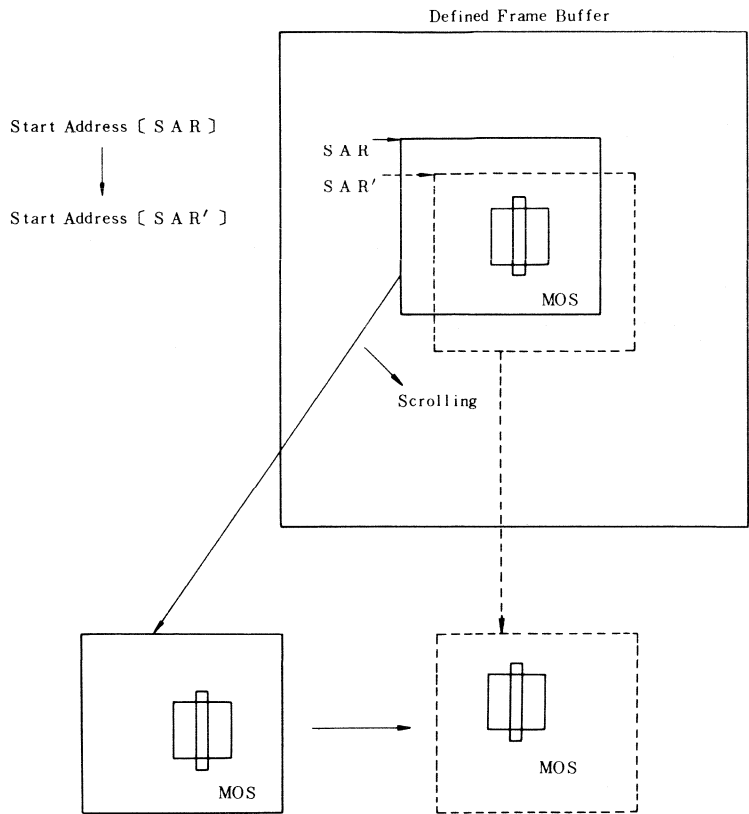 Defined Frame Buffer
Start Address〔SAR〕
SAR
SAR′
Start Address〔SAR′〕
MOS
Scrolling
MOS
MOS